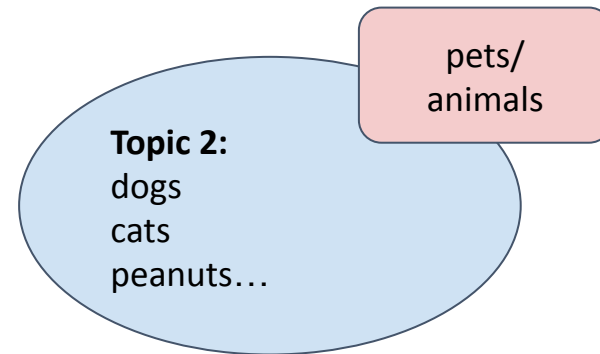 pets/
animals
Topic 2:
dogs
cats
peanuts…